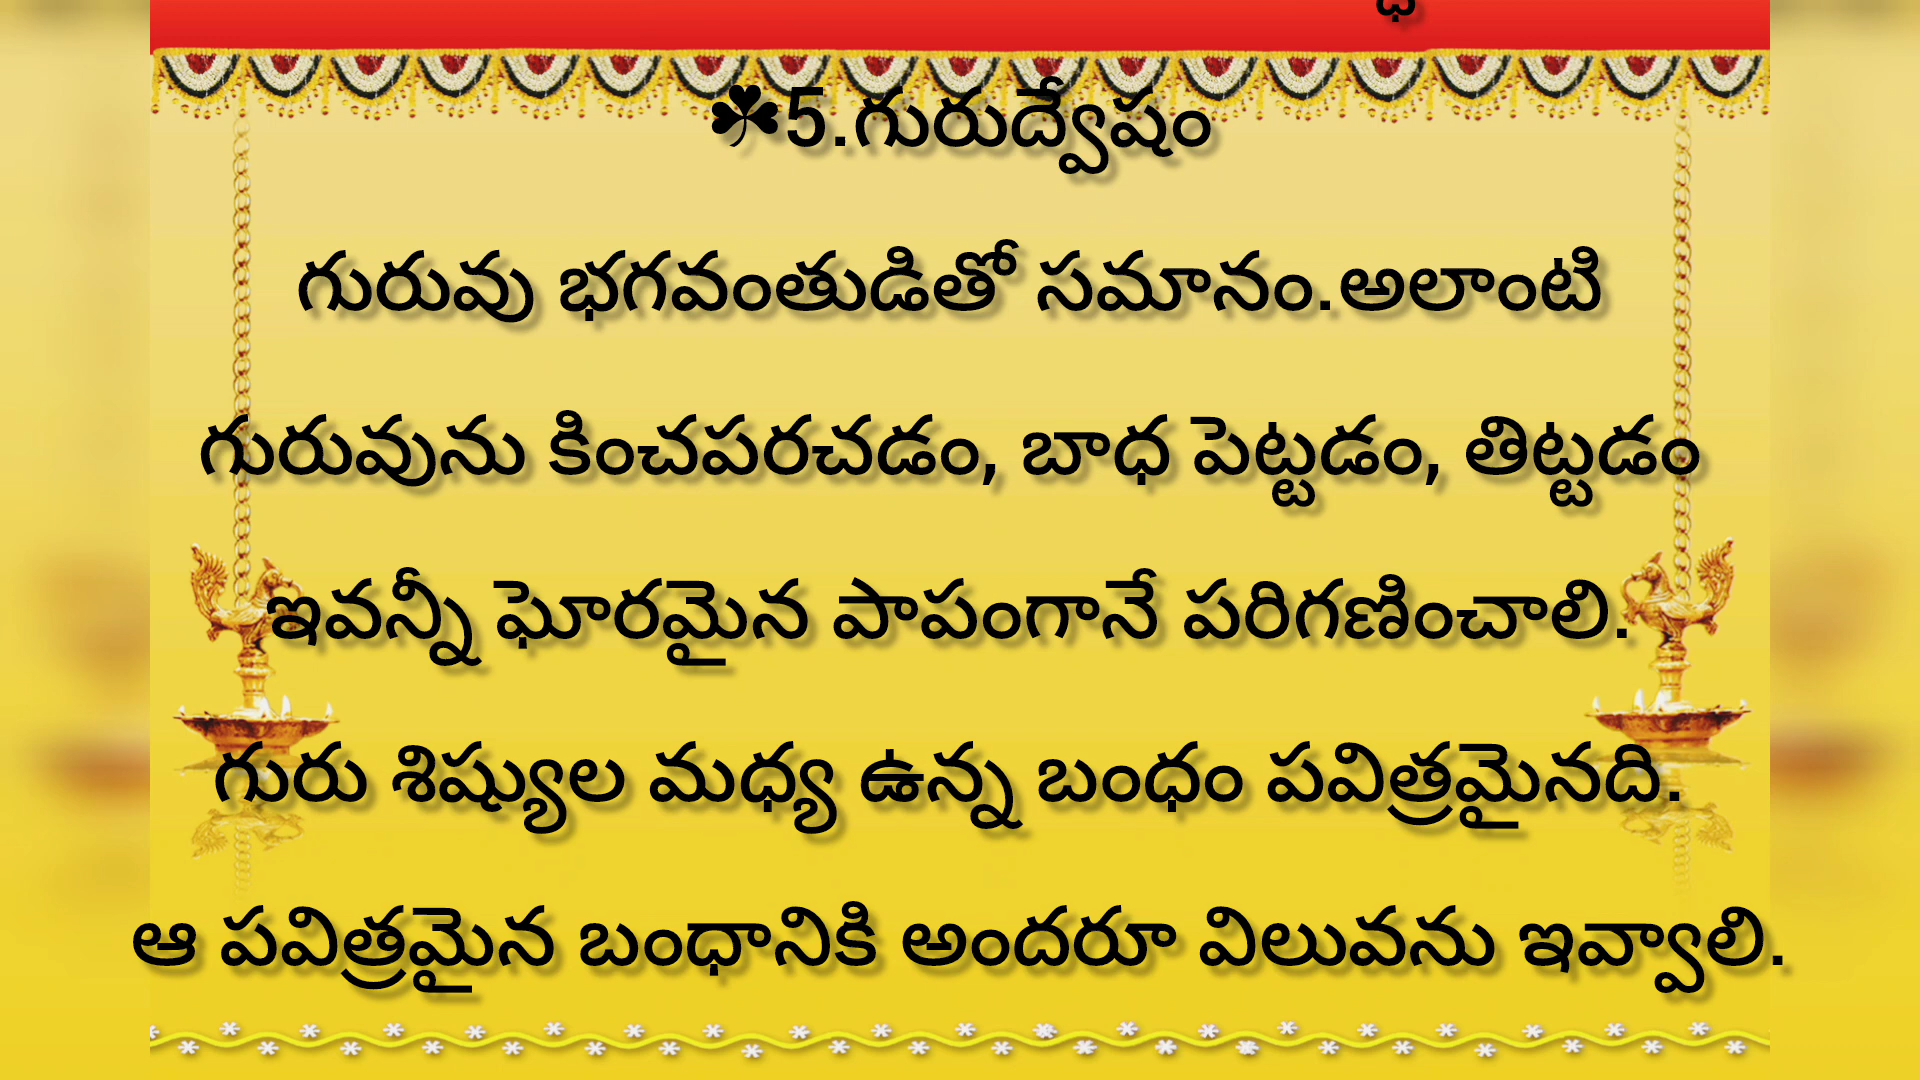 ☘5.గురుద్వేషం
గురువు భగవంతుడితో సమానం.అలాంటి
గురువును కించపరచడం, బాధ పెట్టడం, తిట్టడం
ఇవన్నీ ఘోరమైన పాపంగానే పరిగణించాలి.
గురు శిష్యుల మధ్య ఉన్న బంధం పవిత్రమైనది.
ఆ పవిత్రమైన బంధానికి అందరూ విలువను ఇవ్వాలి.